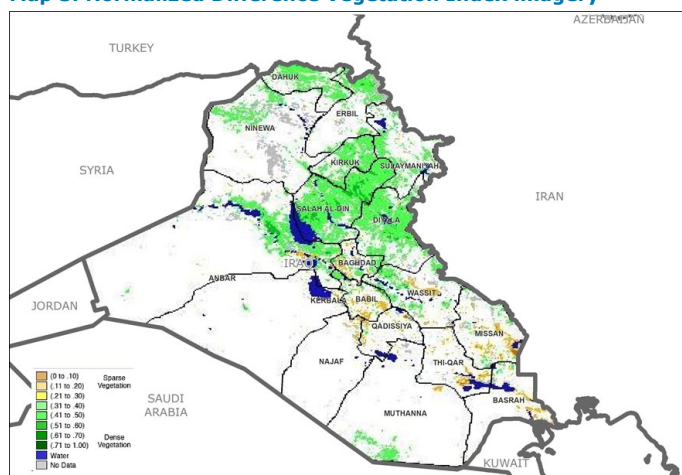 Map 3: Normalized Difference Vegetation Index Imagery
AZERBAIJAN
TURKEY
DAHUK
ERBIL
NINEWA
KIRKUK
SULAYMANIYAH
SYRIA
IRAN
SALAH AL-DIN
DIYALA
IRAQ
BAGHDAD
ANBAR
WASSIT
KERBALA
BABIL
JORDAN
QADISSIYA
MISSAN
NAJAF
THI-QAR
SAUDI
ARABIA
BASRAH
MUTHANNA
KUWAIT
(0 to .10) Sparse
(.11 to .20) Vegetation
(.21 to .30)
(.31 to .40)
(.41 to .50)
(.51 to .60)
(.61 to .70) Dense
(.71 to 1.00) Vegetation
Water
No Data